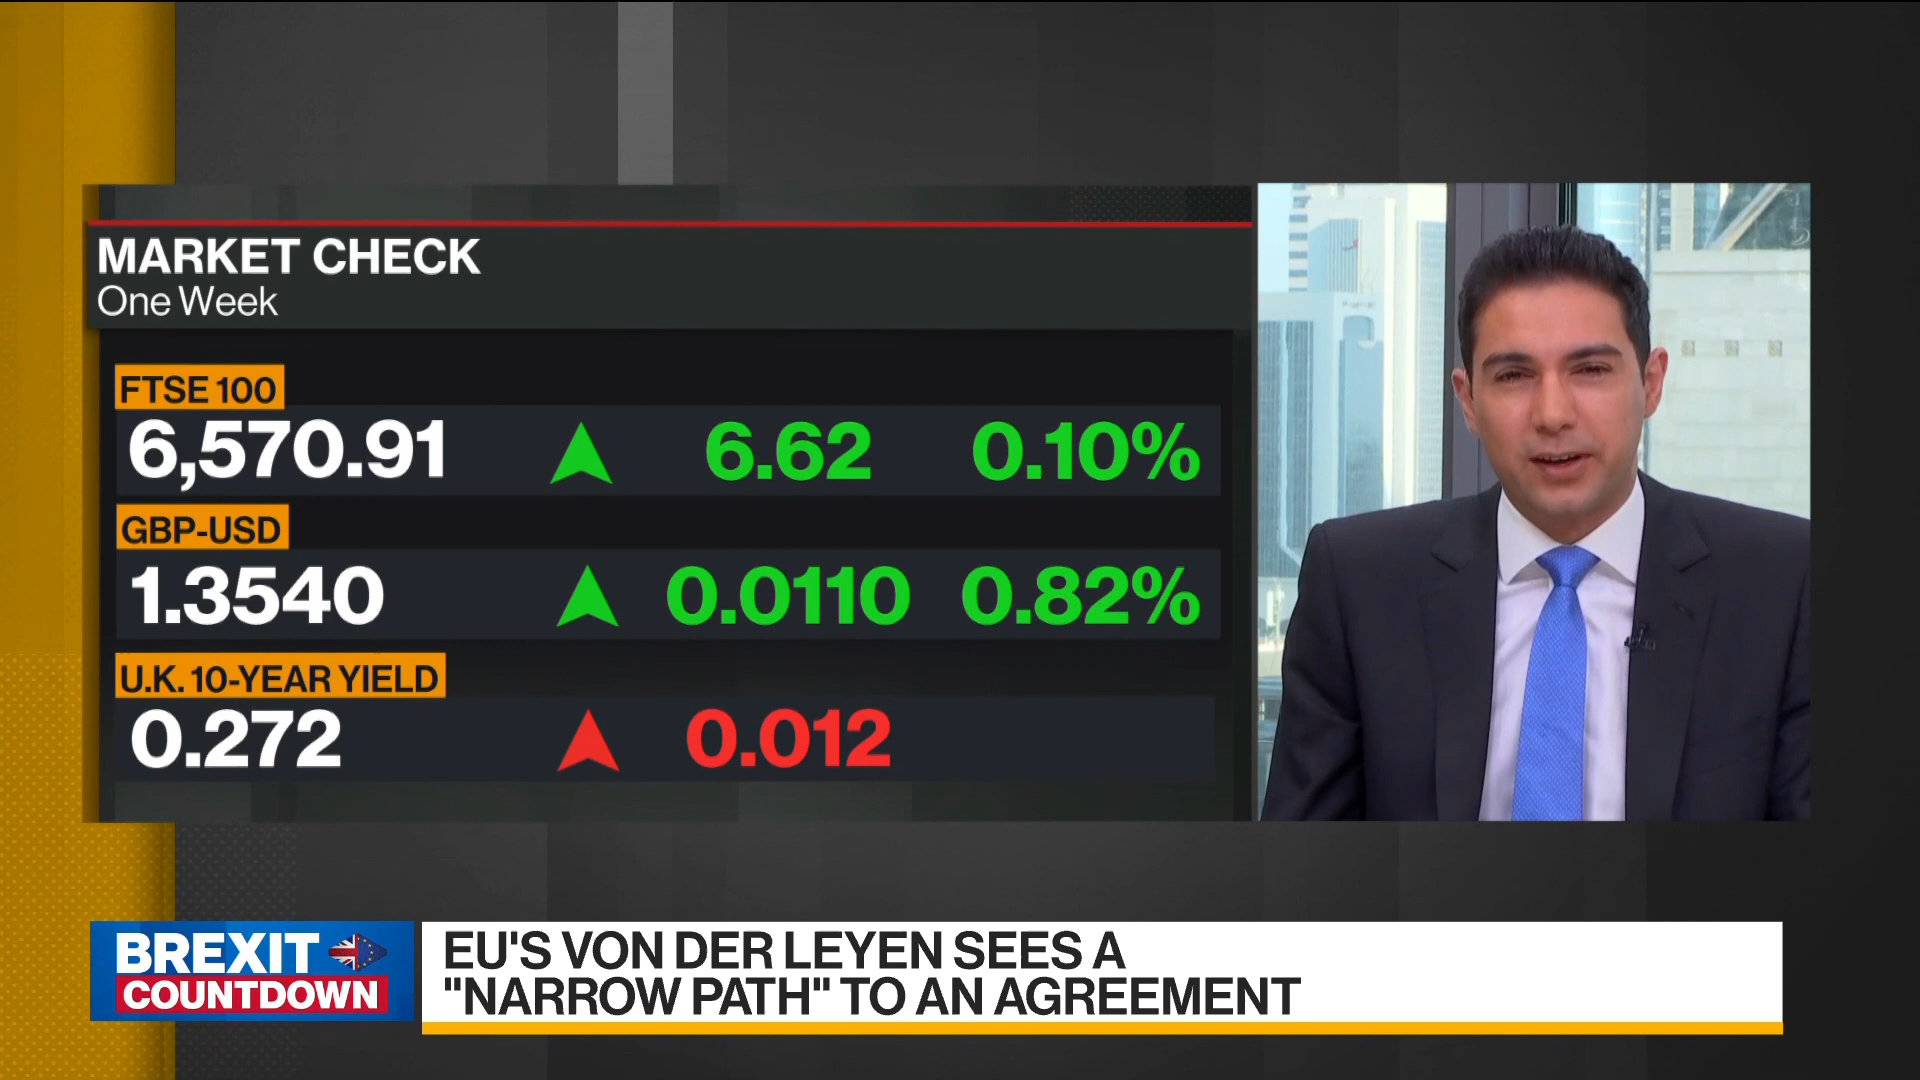 MARKET CHECK
One Week
FTSE 100
6,570.91 ▲ 6.62 0.10%
GBP-USD
1.3540 ▲ 0.0110 0.82%
U.K. 10-YEAR YIELD
0.272 ▲ 0.012
BREXIT
COUNTDOWN
EU'S VON DER LEYEN SEES A
"NARROW PATH" TO AN AGREEMENT